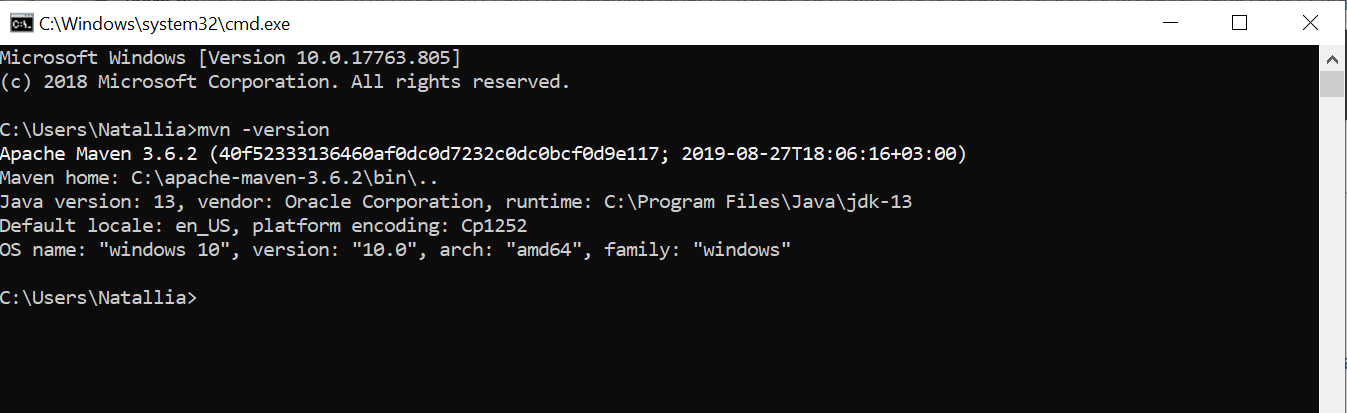 C:\Windows\system32\cmd.exe
Microsoft Windows [Version 10.0.17763.805]
(c) 2018 Microsoft Corporation. All rights reserved.
C:\Users\Natallia>mvn -version
Apache Maven 3.6.2 (40f52333136460af0dc0d7232c0dc0bcf0d9e117; 2019-08-27T18:06:16+03:00)
Maven home: C:\apache-maven-3.6.2\bin\..
Java version: 13, vendor: Oracle Corporation, runtime: C:\Program Files\Java\jdk-13
Default locale: en_US, platform encoding: Cp1252
OS name: "windows 10", version: "10.0", arch: "amd64", family: "windows"
C:\Users\Natallia>